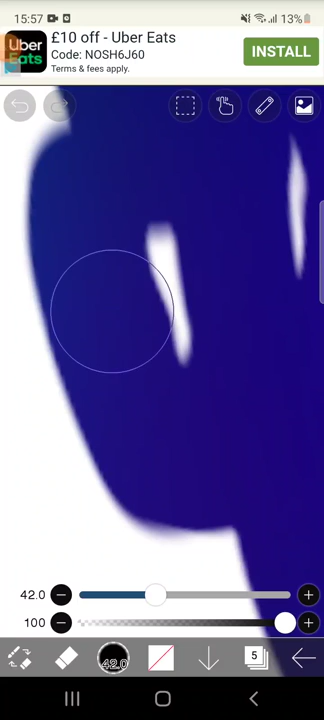 15:57
13%
Uber
Eats
£10 off - Uber Eats
Code: NOSH6J60
Terms & fees apply.
INSTALL
42.0
100
42.0
5